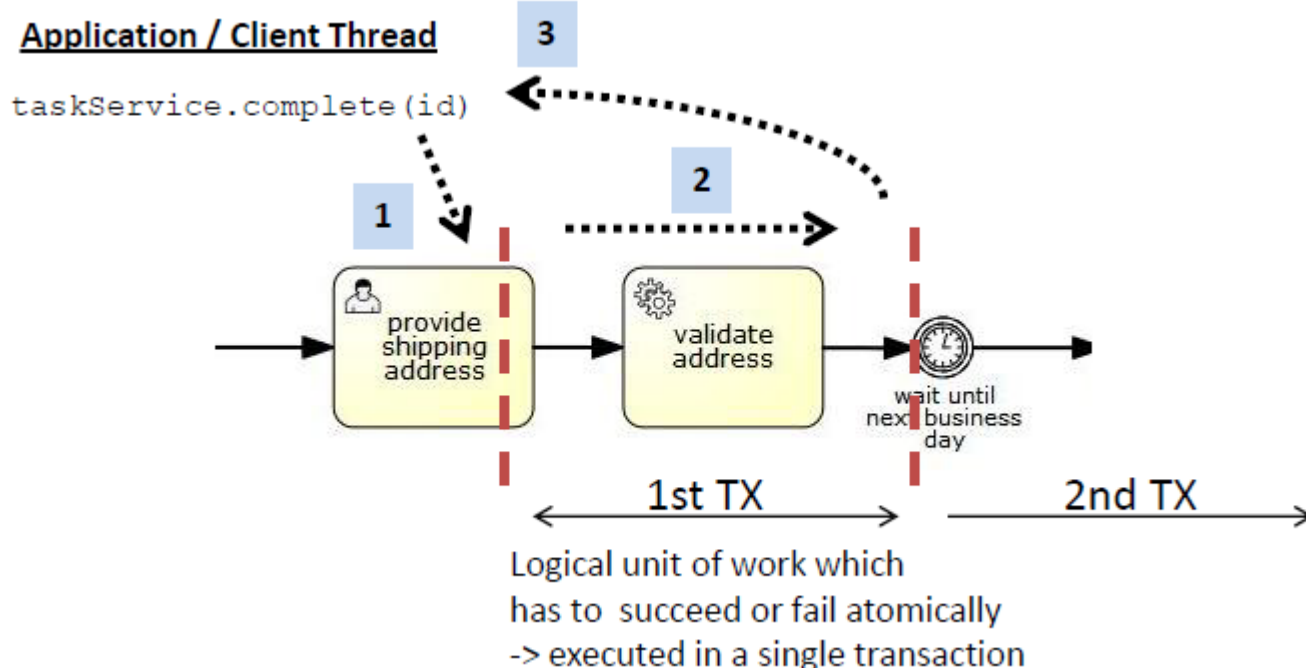 Application / Client Thread
3
taskService.complete(id)
2
1
provide
shipping
address
validate
address
wait until
next business
day
1st TX
2nd TX
Logical unit of work which
has to succeed or fail atomically
-> executed in a single transaction